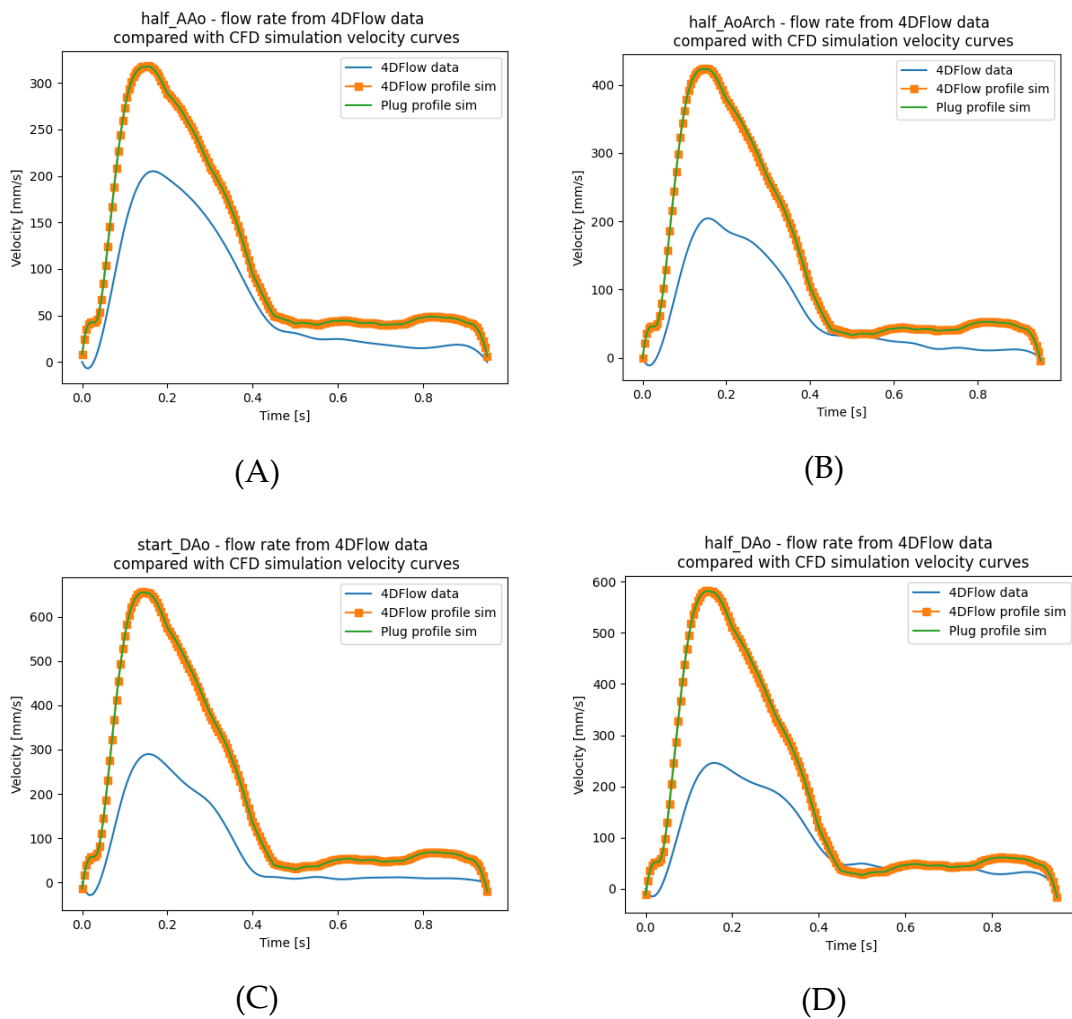 half_AAo - flow rate from 4DFlow data
compared with CFD simulation velocity curves
4DFlow data
4DFlow profile sim
Plug profile sim
Velocity [mm/s]
300
250
200
150
100
50
0
0.0 0.2 0.4 0.6 0.8
Time [s]
(A)
half_AoArch - flow rate from 4DFlow data
compared with CFD simulation velocity curves
4DFlow data
4DFlow profile sim
Plug profile sim
Velocity [mm/s]
400
300
200
100
0
0.0 0.2 0.4 0.6 0.8
Time [s]
(B)
start_DAo - flow rate from 4DFlow data
compared with CFD simulation velocity curves
4DFlow data
4DFlow profile sim
Plug profile sim
Velocity [mm/s]
600
500
400
300
200
100
0
0.0 0.2 0.4 0.6 0.8
Time [s]
(C)
half_DAo - flow rate from 4DFlow data
compared with CFD simulation velocity curves
4DFlow data
4DFlow profile sim
Plug profile sim
Velocity [mm/s]
600
500
400
300
200
100
0
0.0 0.2 0.4 0.6 0.8
Time [s]
(D)